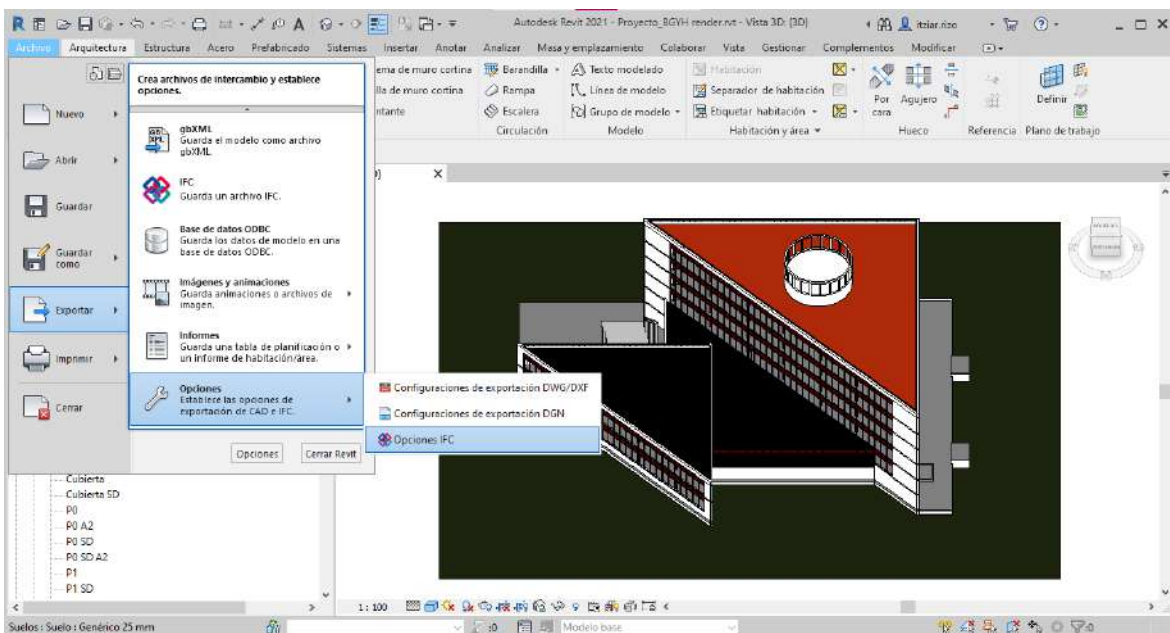 Autodesk Revit 2021 - Proyecto_BGYH render.rvt - Vista 3D: {3D}
itziar.rizo
Archivo Arquitectura Estructura Acero Prefabricado Sistemas Insertar Anotar Analizar Masa y emplazamiento Colaborar Vista Gestionar Complementos Modificar
Crea archivos de intercambio y establece
opciones.
Nuevo
Abrir
Guardar
Guardar
como
Exportar
Imprimir
Cerrar
gbXML
Guarda el modelo como archivo
gbXML.
IFC
Guarda un archivo IFC.
Base de datos ODBC
Guarda los datos de modelo en una
base de datos ODBC.
Imágenes y animaciones
Guarda animaciones o archivos de
imagen.
Informes
Guarda una tabla de planificación o
un informe de habitación/área.
Opciones
Establece las opciones de
exportación de CAD e IFC.
Configuraciones de exportación DWG/DXF
Configuraciones de exportación DGN
Opciones IFC
Opciones Cerrar Revit
ema de muro cortina Barandilla Texto modelado Habitación
lla de muro cortina Rampa Línea de modelo Separador de habitación
ntante Escalera Grupo de modelo Etiquetar habitación
Por
cara
Agujero
Definir
Circulación Modelo Habitación y área Hueco Referencia Plano de trabajo
Cubierta
Cubierta SD
P0
P0 A2
P0 SD
P0 SD A2
P1
P1 SD
1 : 100
Suelos : Suelo : Genérico 25 mm
:0
Modelo base
:0